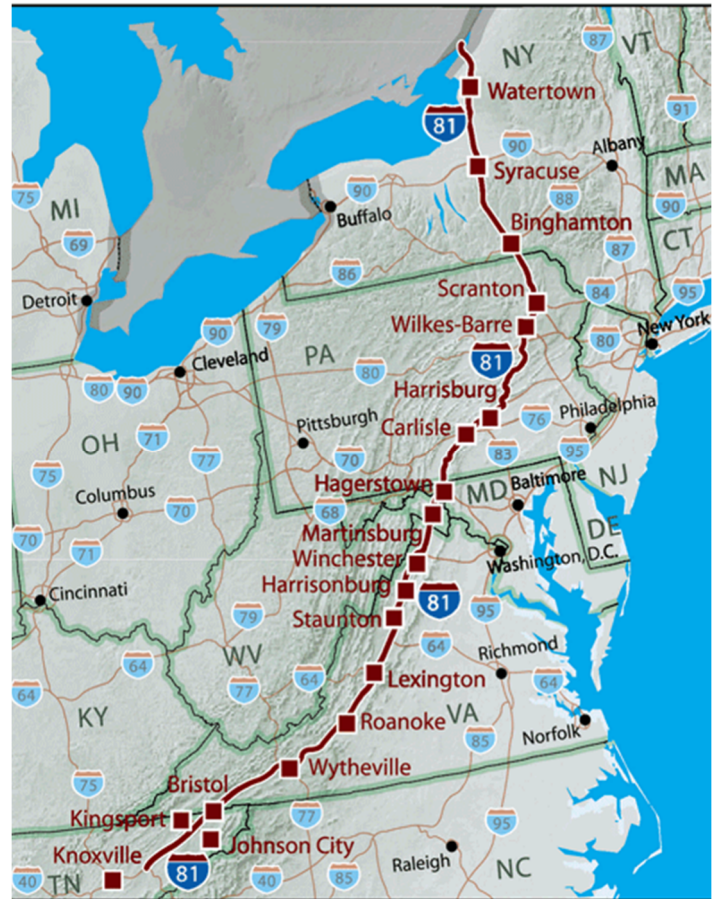 NY
87
VT
Watertown
81
91
90
Albany
Syracuse
MA
75
MI
90
88
90
Buffalo
Binghamton
CT
69
87
86
Scranton
84
95
Detroit
Wilkes-Barre
New York
90
79
PA
80
Cleveland
81
80
80
90
Harrisburg
76
Philadelphia
Pittsburgh
Carlisle
OH
71
77
70
83
95
75
NJ
Hagerstown
MD
Baltimore
Columbus
70
68
DE
70
Martinsburg
71
Winchester
Washington, D.C.
Cincinnati
Harrisonburg
81
95
79
Staunton
64
Richmond
WV
64
64
77
64
Lexington
64
KY
Roanoke
VA
Norfolk
85
Wytheville
75
Bristol
Kingsport
77
95
Johnson City
Knoxville
Raleigh
NC
81
40
TN
40
85